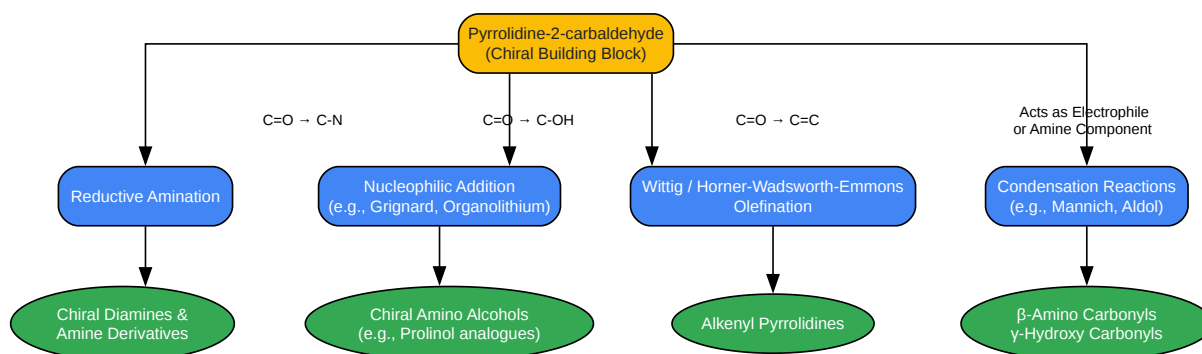 Pyrrolidine-2-carbaldehyde
(Chiral Building Block)
C=O → C-N
C=O → C-OH
C=O → C=C
Acts as Electrophile
or Amine Component
Reductive Amination
Nucleophilic Addition
(e.g., Grignard, Organolithium)
Wittig / Horner-Wadsworth-Emmons
Olefination
Condensation Reactions
(e.g., Mannich, Aldol)
Chiral Diamines &
Amine Derivatives
Chiral Amino Alcohols
(e.g., Prolinol analogues)
Alkenyl Pyrrolidines
β-Amino Carbonyls
γ-Hydroxy Carbonyls